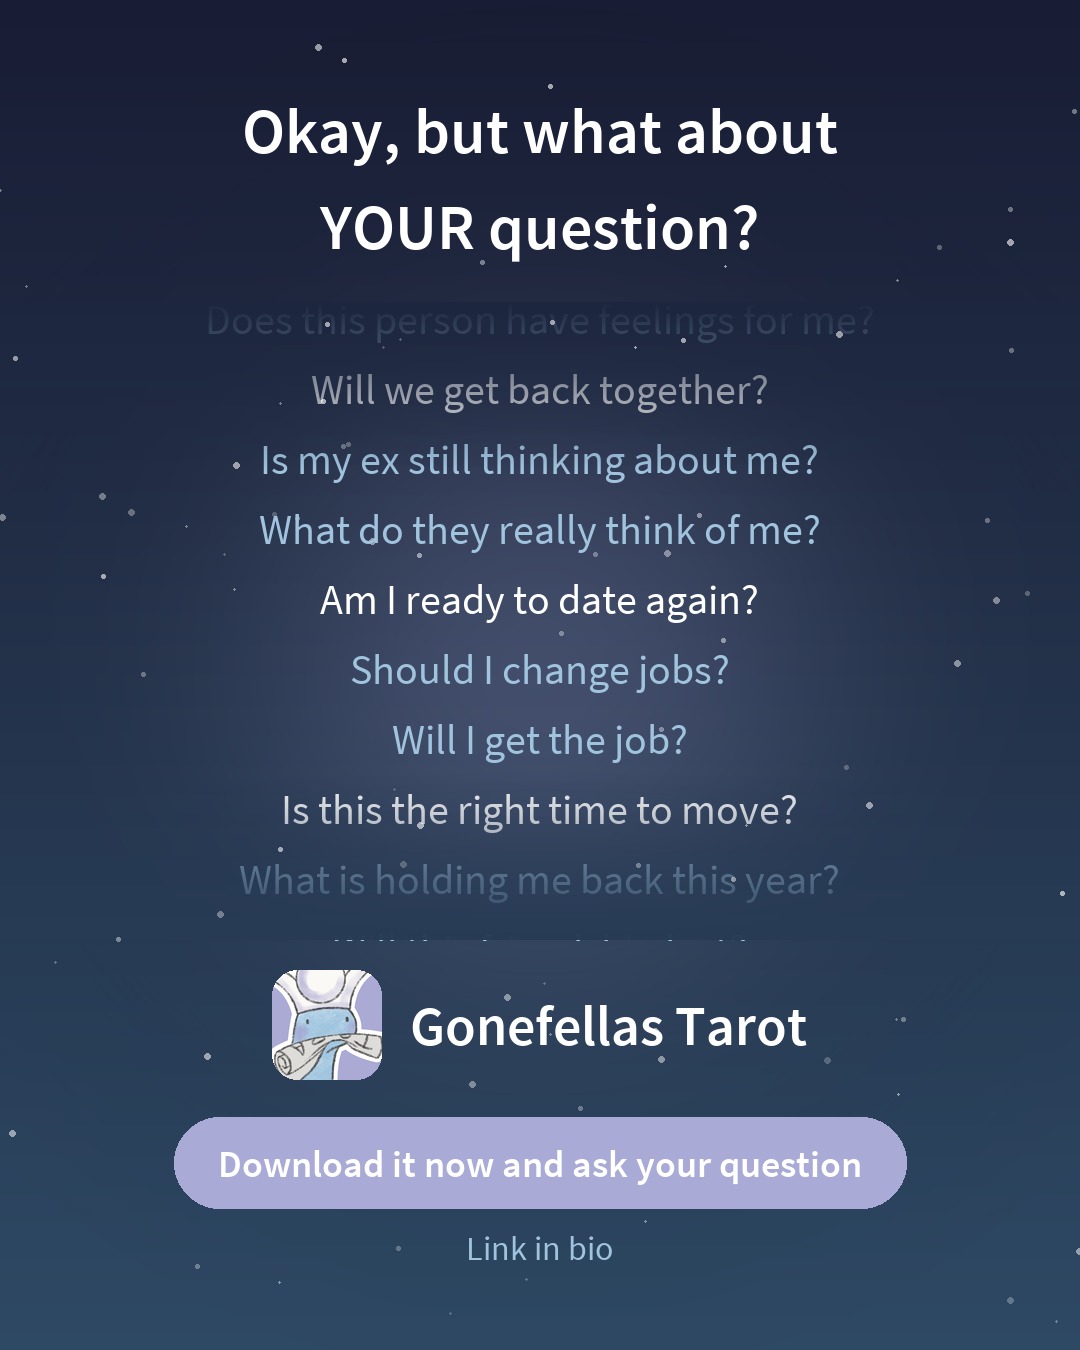 Okay, but what about
YOUR question?
Does this person have feelings for me?
Will we get back together?
Is my ex still thinking about me?
What do they really think of me?
Am I ready to date again?
Should I change jobs?
Will I get the job?
Is this the right time to move?
What is holding me back this year?
Gonefellas Tarot
Download it now and ask your question
Link in bio